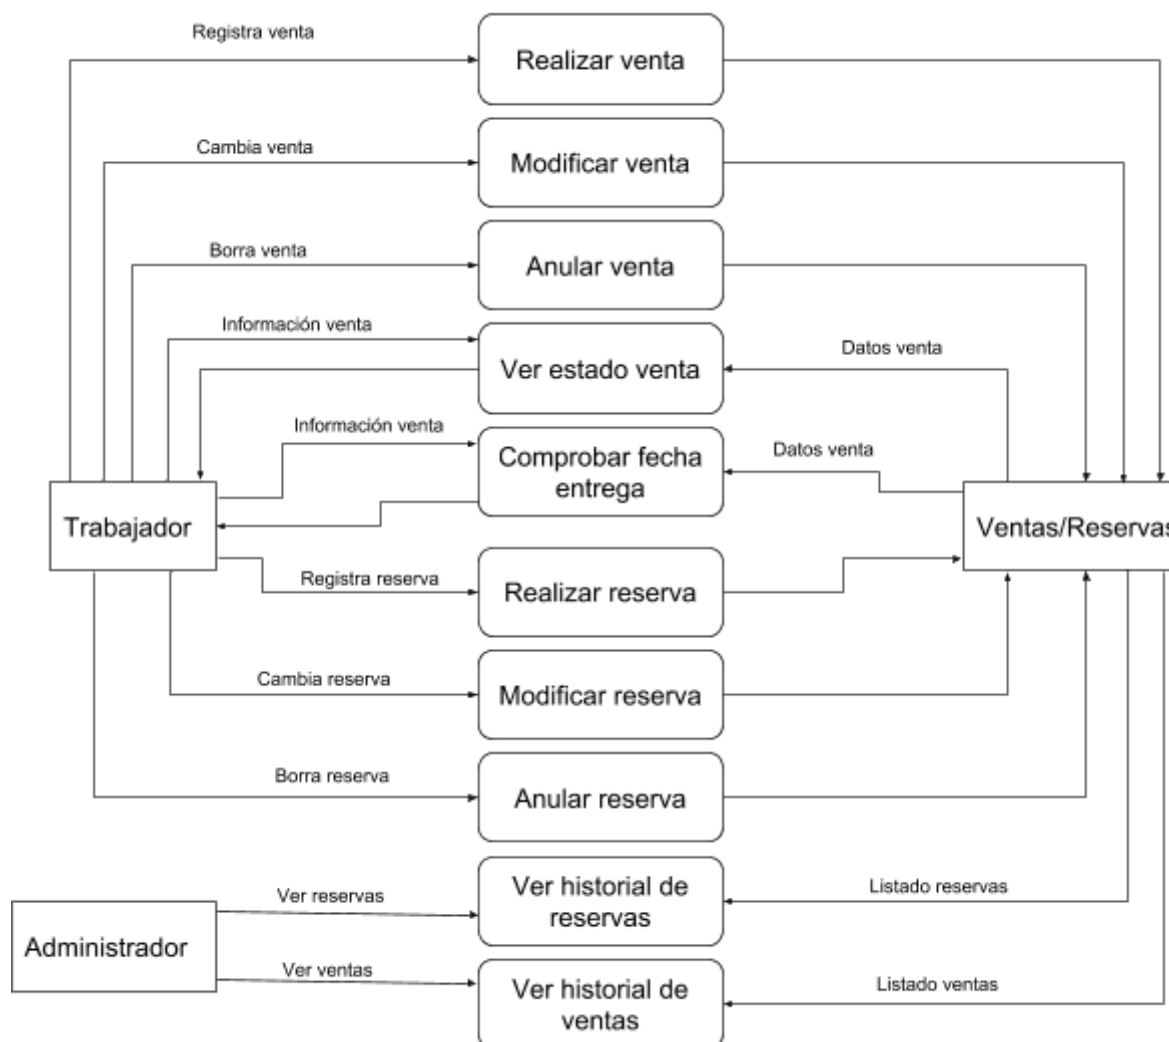 Registra venta
Realizar venta
Cambia venta
Modificar venta
Borra venta
Anular venta
Información venta
Ver estado venta
Datos venta
Información venta
Comprobar fecha
entrega
Datos venta
Trabajador
Ventas/Reservas
Registra reserva
Realizar reserva
Cambia reserva
Modificar reserva
Borra reserva
Anular reserva
Ver reservas
Ver historial de
reservas
Listado reservas
Administrador
Ver ventas
Ver historial de
ventas
Listado ventas